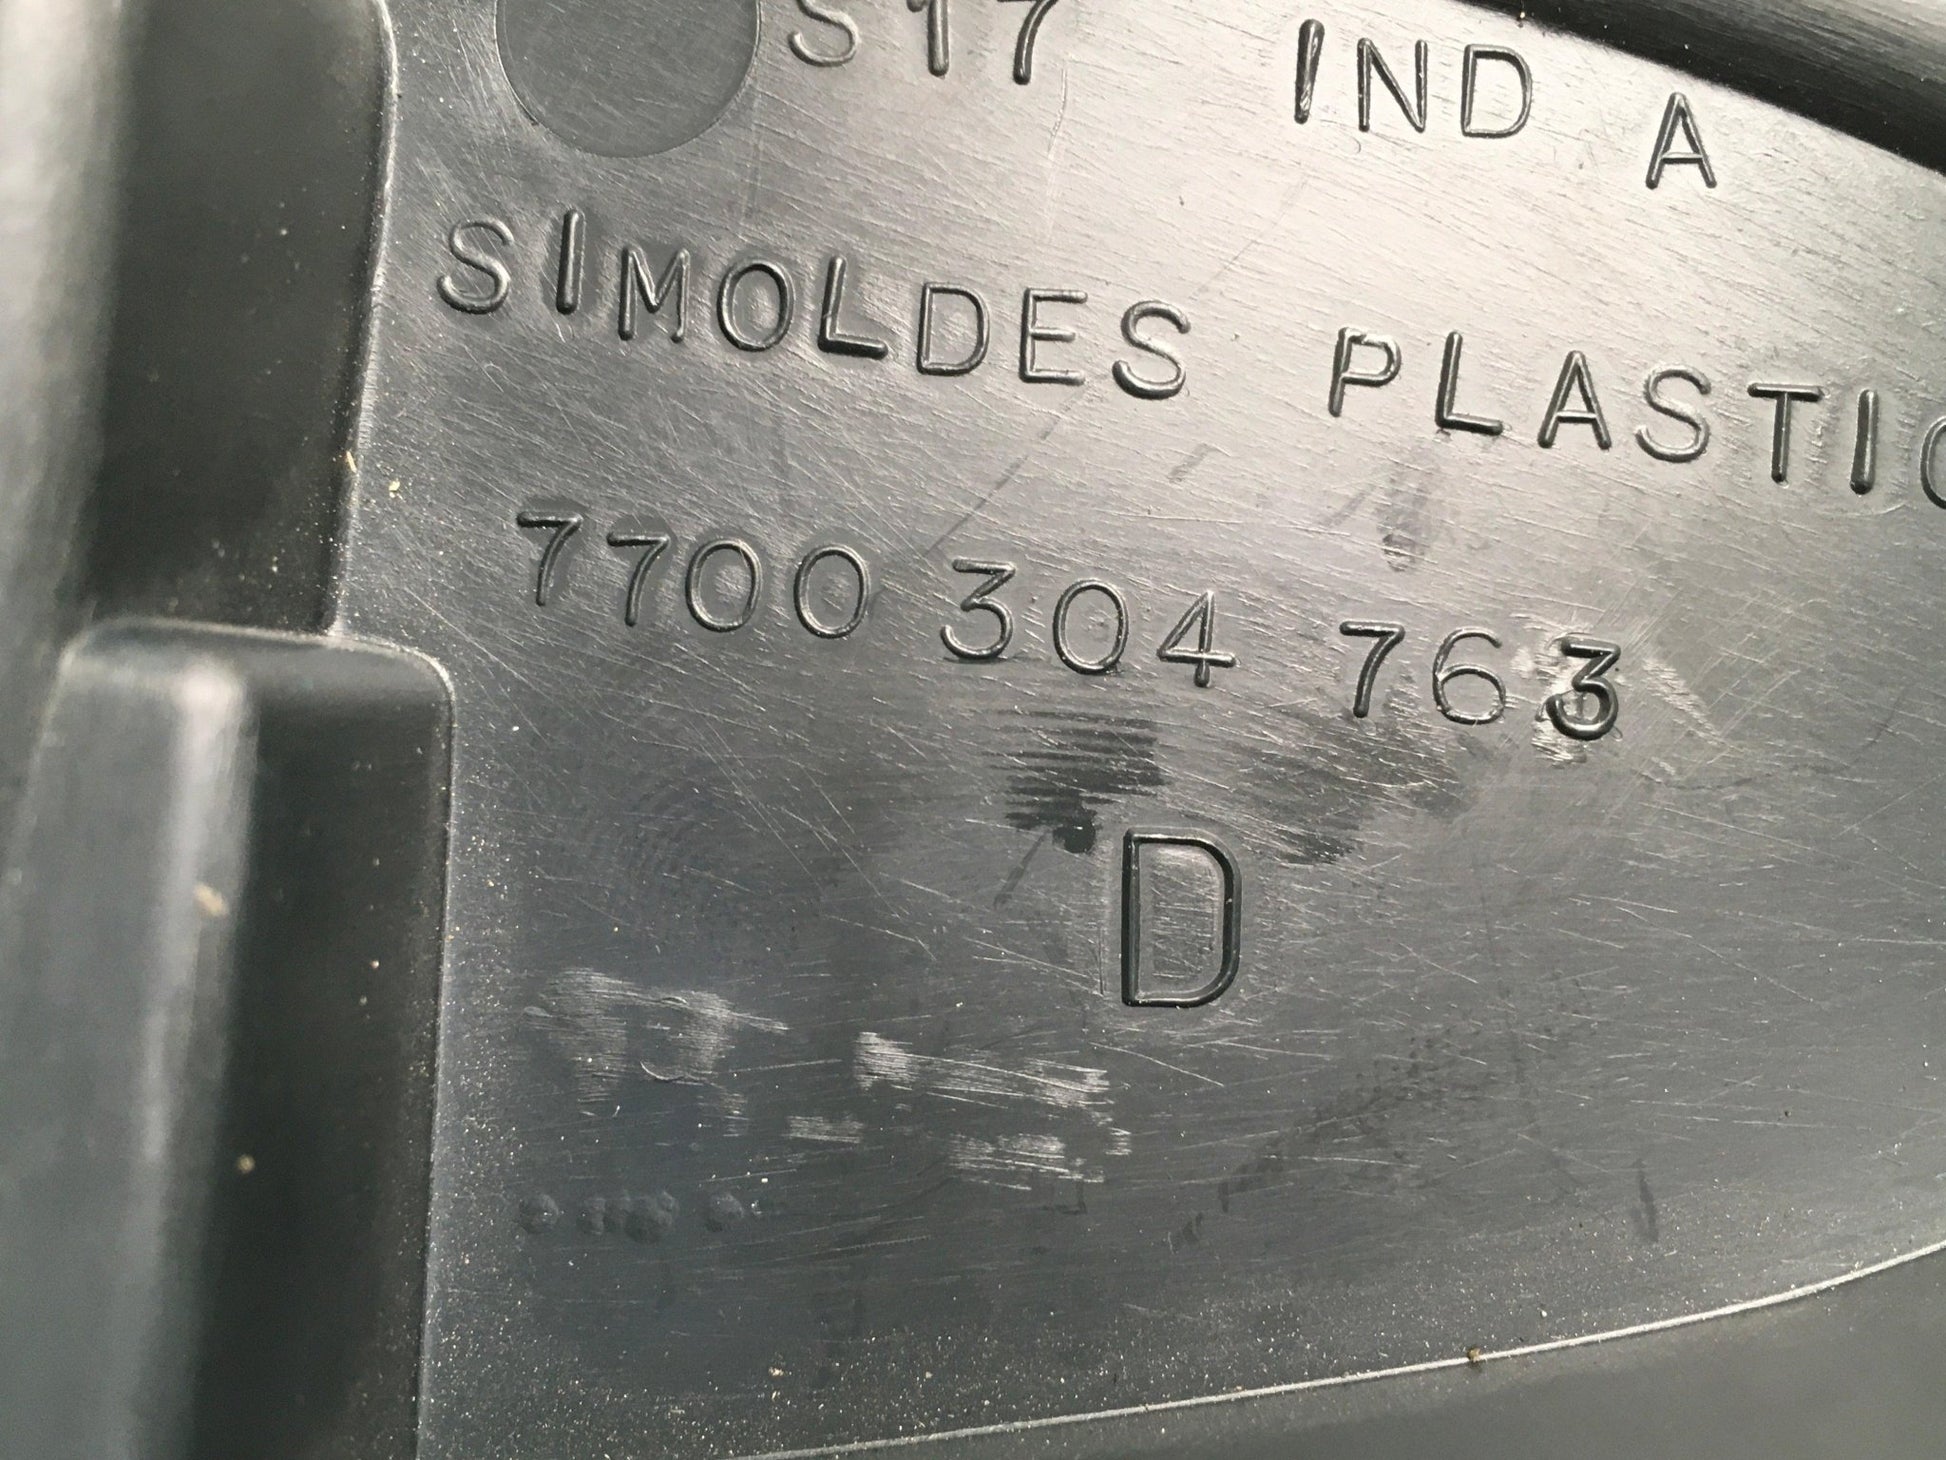 S17 IND A
SIMOLDES PLASTIC
7700 304 763
D